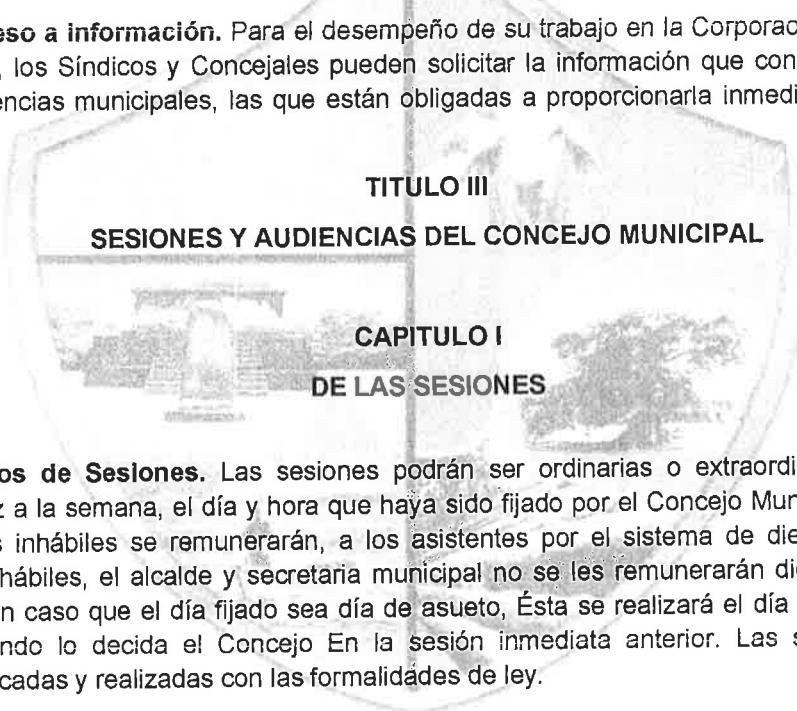 eso a información. Para el desempeño de su trabajo en la Corporac
, los Síndicos y Concejales pueden solicitar la información que con
encias municipales, las que están obligadas a proporcionarla inmedi
TITULO III
SESIONES Y AUDIENCIAS DEL CONCEJO MUNICIPAL
CAPITULO I
DE LAS SESIONES
os de Sesiones. Las sesiones podrán ser ordinarias o extraordi
z a la semana, el día y hora que haya sido fijado por el Concejo Mun
s inhábiles se remunerarán, a los asistentes por el sistema de die
hábiles, el alcalde y secretaria municipal no se les remunerarán di
n caso que el día fijado sea día de asueto, Ésta se realizará el día
ndo lo decida el Concejo En la sesión inmediata anterior. Las s
cadas y realizadas con las formalidades de ley.